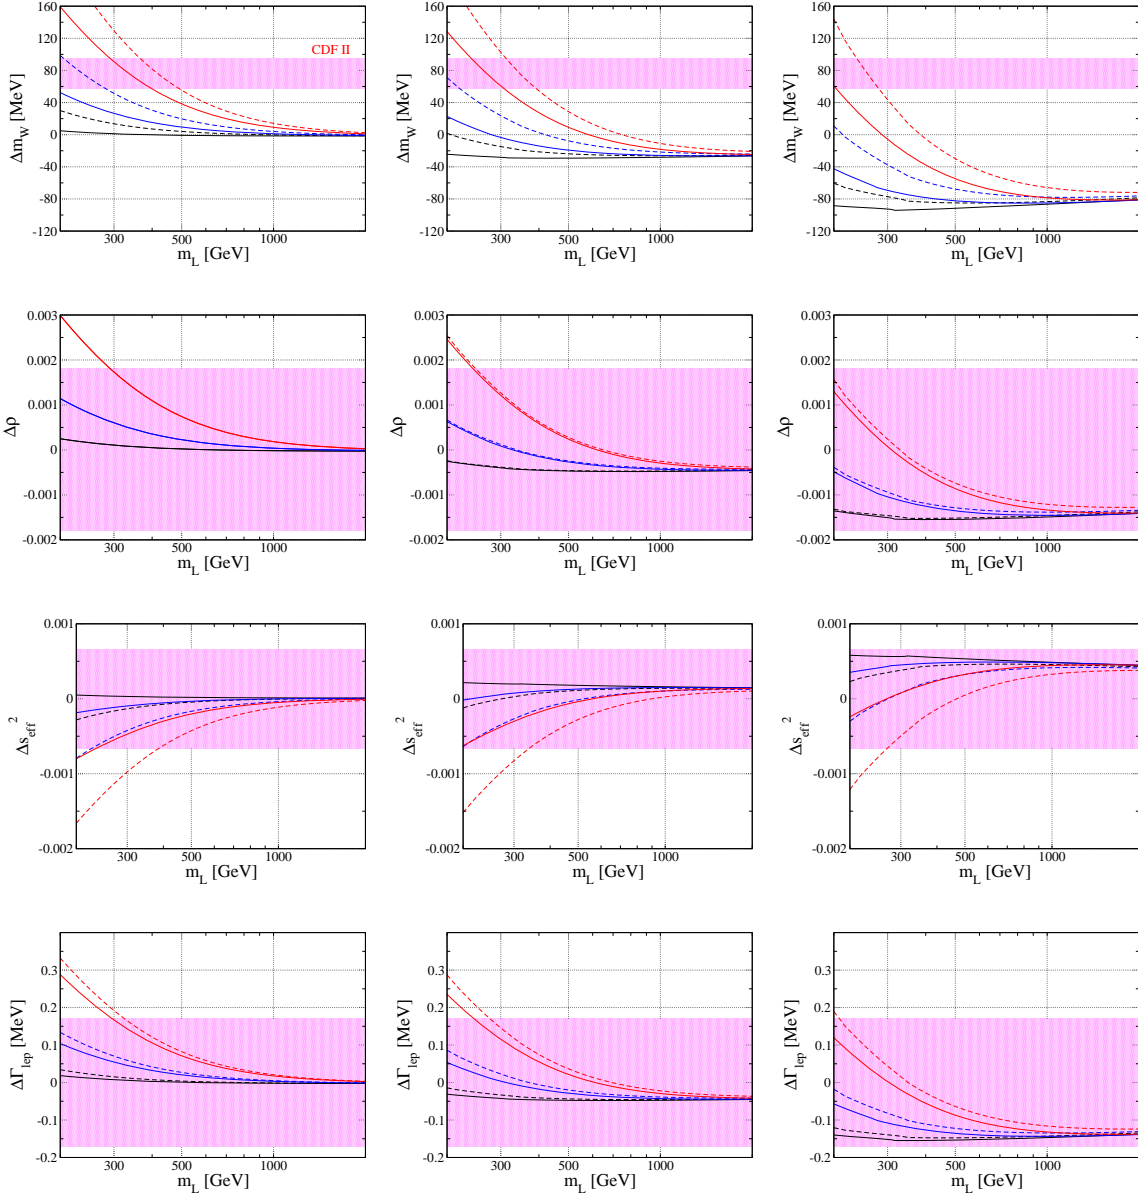 160
120
80
40
0
-40
-80
-120
Δm_W [MeV]
CDF II
300 500 1000
m_L [GeV]
160
120
80
40
0
-40
-80
-120
Δm_W [MeV]
300 500 1000
m_L [GeV]
160
120
80
40
0
-40
-80
-120
Δm_W [MeV]
300 500 1000
m_L [GeV]
0.003
0.002
0.001
0
-0.001
-0.002
Δρ
300 500 1000
m_L [GeV]
0.003
0.002
0.001
0
-0.001
-0.002
Δρ
300 500 1000
m_L [GeV]
0.003
0.002
0.001
0
-0.001
-0.002
Δρ
300 500 1000
m_L [GeV]
0.001
0
-0.001
-0.002
Δs_eff^2
300 500 1000
m_L [GeV]
0.001
0
-0.001
-0.002
Δs_eff^2
300 500 1000
m_L [GeV]
0.001
0
-0.001
-0.002
Δs_eff^2
300 500 1000
m_L [GeV]
0.3
0.2
0.1
0
-0.1
-0.2
ΔΓ_lep [MeV]
300 500 1000
m_L [GeV]
0.3
0.2
0.1
0
-0.1
-0.2
ΔΓ_lep [MeV]
300 500 1000
m_L [GeV]
0.3
0.2
0.1
0
-0.1
-0.2
ΔΓ_lep [MeV]
300 500 1000
m_L [GeV]